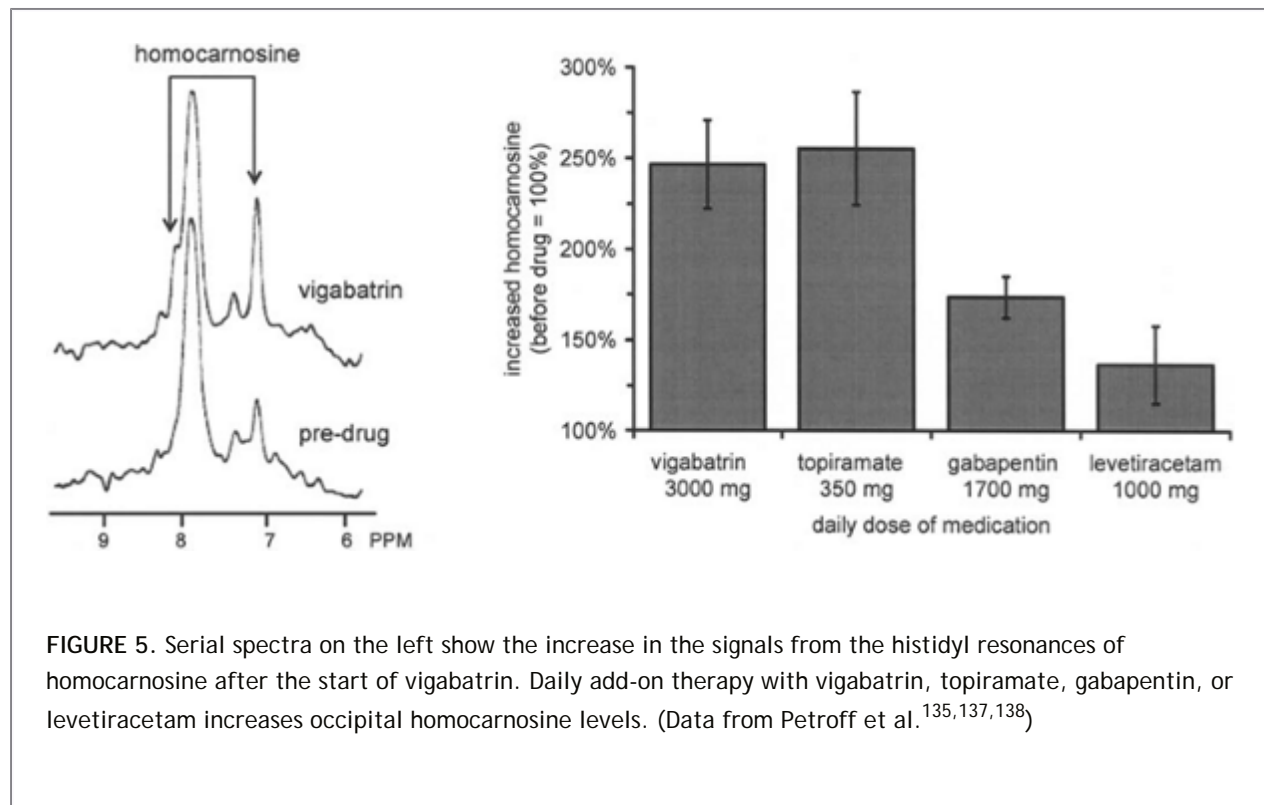 homocarnosine
vigabatrin
pre-drug
9 8 7 6 PPM
increased homocarnosine
(before drug = 100%)
300%
250%
200%
150%
100%
vigabatrin topiramate gabapentin levetiracetam
3000 mg 350 mg 1700 mg 1000 mg
daily dose of medication
FIGURE 5. Serial spectra on the left show the increase in the signals from the histidyl resonances of
homocarnosine after the start of vigabatrin. Daily add-on therapy with vigabatrin, topiramate, gabapentin, or
levetiracetam increases occipital homocarnosine levels. (Data from Petroff et al.135,137,138)